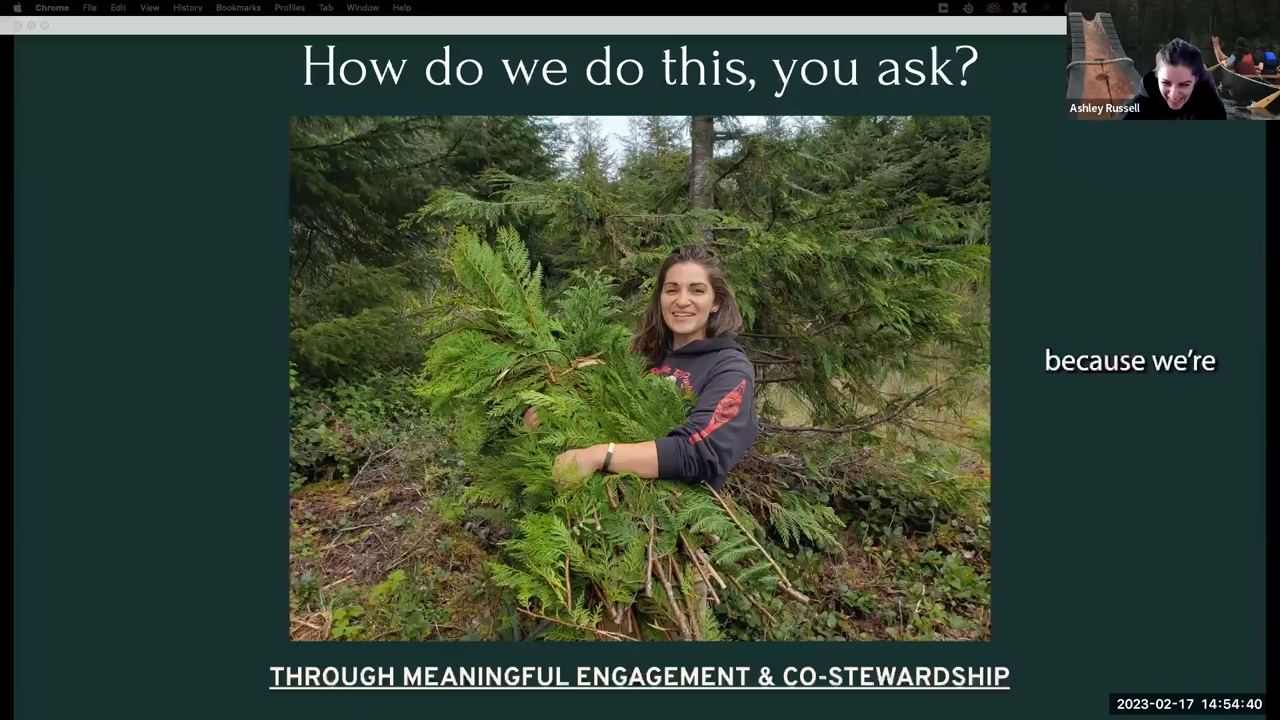 Chrome File Edit View History Bookmarks Profiles Tab Window Help
How do we do this, you ask?
Ashley Russell
because we're
THROUGH MEANINGFUL ENGAGEMENT & CO-STEWARDSHIP
2023-02-17 14:54:40